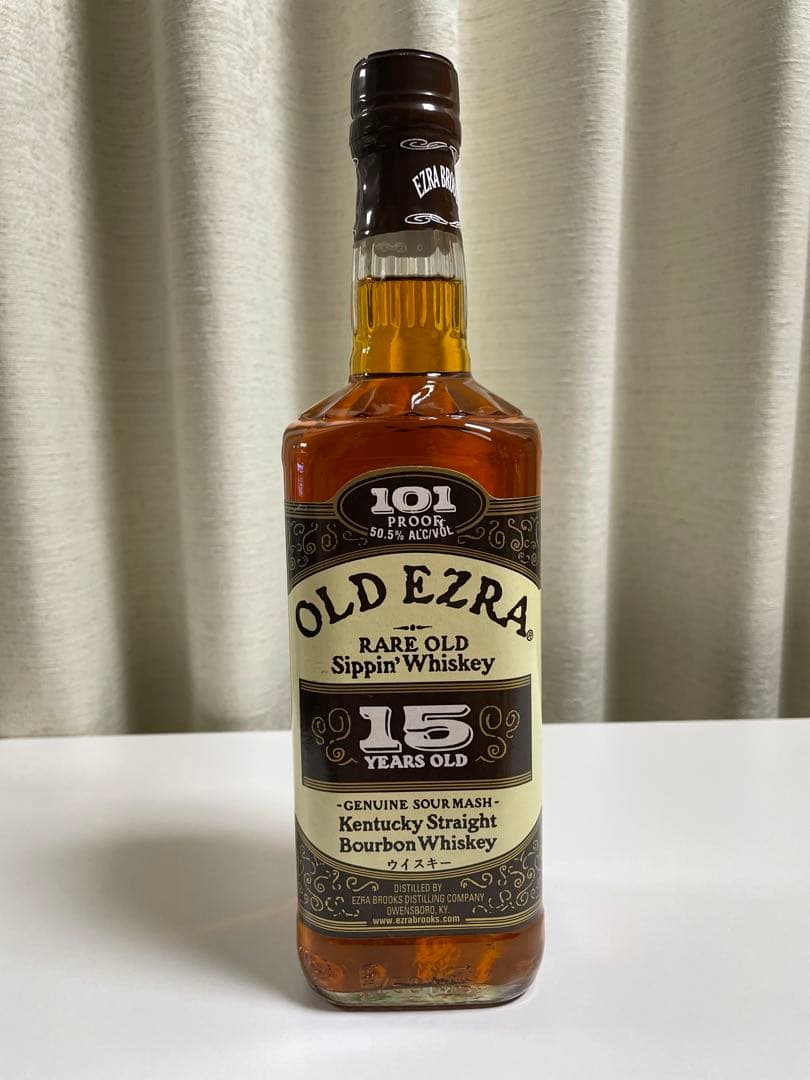 EZRA
101
PROOF
50.5% ALC/VOL
OLD EZRA®
RARE OLD
Sippin' Whiskey
15
YEARS OLD
-GENUINE SOUR MASH-
Kentucky Straight
Bourbon Whiskey
ウイスキー
DISTILLED BY
EZRA BROOKS DISTILLING COMPANY
OWENSBORO, KY.
www.ezrabrooks.com